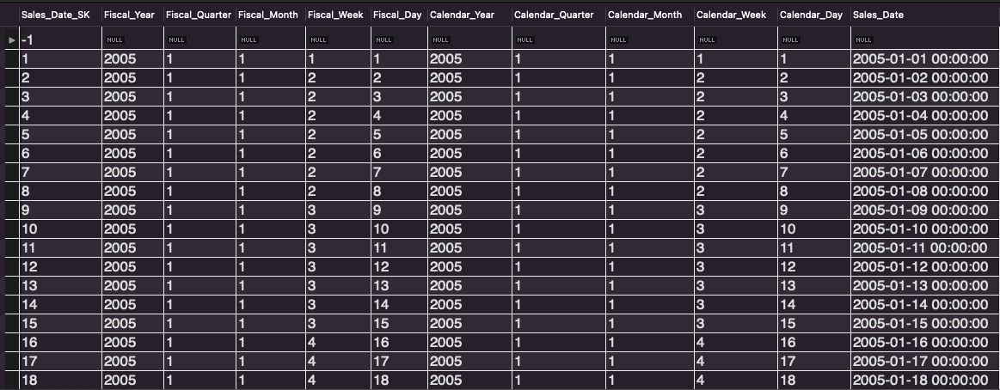 Sales_Date_SK Fiscal_Year Fiscal_Quarter Fiscal_Month Fiscal_Week Fiscal_Day Calendar_Year Calendar_Quarter Calendar_Month Calendar_Week Calendar_Day Sales_Date
-1 NULL NULL NULL NULL NULL NULL NULL NULL NULL NULL NULL
1 2005 1 1 1 1 2005 1 1 1 1 2005-01-01 00:00:00
2 2005 1 1 2 2 2005 1 1 2 2 2005-01-02 00:00:00
3 2005 1 1 2 3 2005 1 1 2 3 2005-01-03 00:00:00
4 2005 1 1 2 4 2005 1 1 2 4 2005-01-04 00:00:00
5 2005 1 1 2 5 2005 1 1 2 5 2005-01-05 00:00:00
6 2005 1 1 2 6 2005 1 1 2 6 2005-01-06 00:00:00
7 2005 1 1 2 7 2005 1 1 2 7 2005-01-07 00:00:00
8 2005 1 1 2 8 2005 1 1 2 8 2005-01-08 00:00:00
9 2005 1 1 3 9 2005 1 1 3 9 2005-01-09 00:00:00
10 2005 1 1 3 10 2005 1 1 3 10 2005-01-10 00:00:00
11 2005 1 1 3 11 2005 1 1 3 11 2005-01-11 00:00:00
12 2005 1 1 3 12 2005 1 1 3 12 2005-01-12 00:00:00
13 2005 1 1 3 13 2005 1 1 3 13 2005-01-13 00:00:00
14 2005 1 1 3 14 2005 1 1 3 14 2005-01-14 00:00:00
15 2005 1 1 3 15 2005 1 1 3 15 2005-01-15 00:00:00
16 2005 1 1 4 16 2005 1 1 4 16 2005-01-16 00:00:00
17 2005 1 1 4 17 2005 1 1 4 17 2005-01-17 00:00:00
18 2005 1 1 4 18 2005 1 1 4 18 2005-01-18 00:00:00